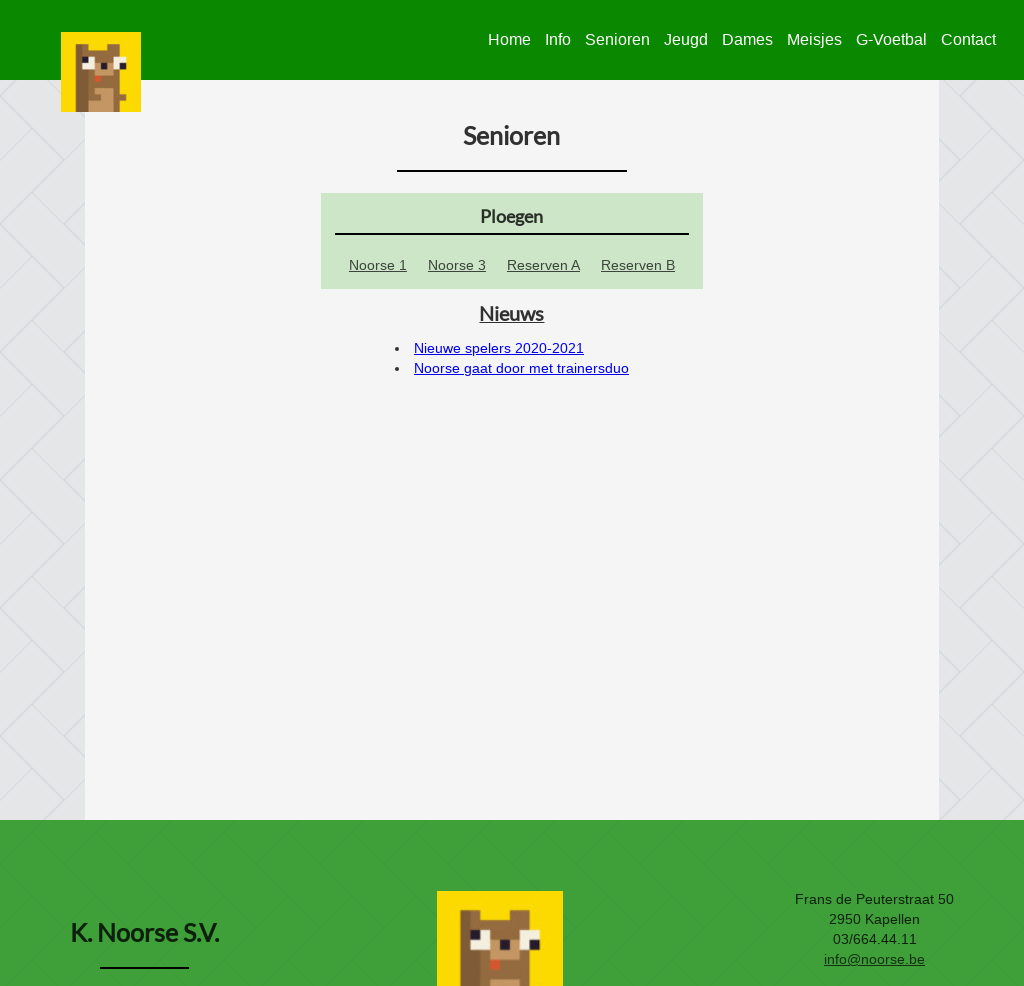 Home Info Senioren Jeugd Dames Meisjes G-Voetbal Contact
Senioren
Ploegen
Noorse 1 Noorse 3 Reserven A Reserven B
Nieuws
Nieuwe spelers 2020-2021
Noorse gaat door met trainersduo
K. Noorse S.V.
Frans de Peuterstraat 50
2950 Kapellen
03/664.44.11
info@noorse.be